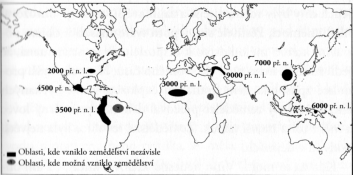 7000 př. n. l.
2000 př. n. l.
9000 př. n. l.
4500 př. n. l.
3000 př. n. l.
3500 př. n. l.
6000 př. n. l.
Oblasti, kde vzniklo zemědělství nezávisle
Oblasti, kde možná vzniklo zemědělství